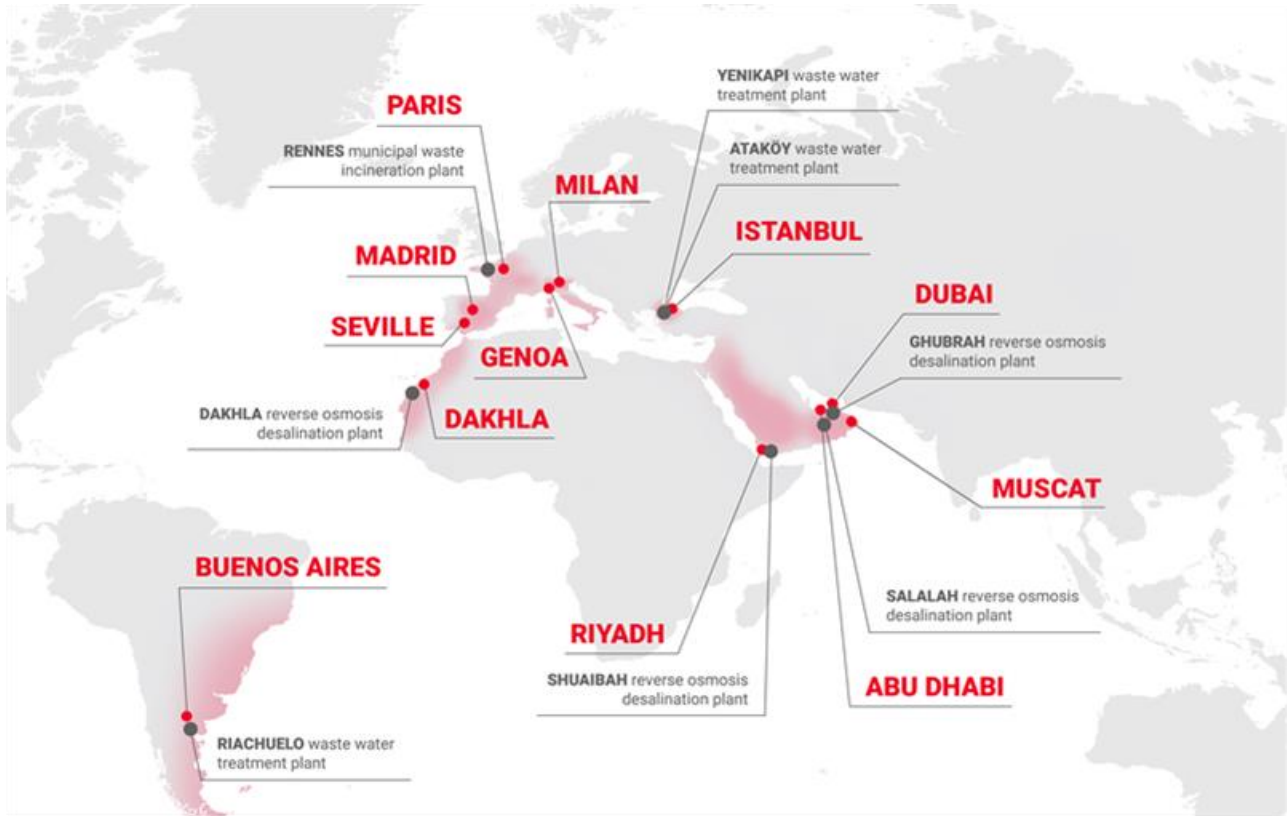 YENIKAPI waste water
treatment plant
PARIS
RENNES municipal waste
incineration plant
ATAKÖY waste water
treatment plant
MILAN
ISTANBUL
MADRID
DUBAI
SEVILLE
GHUBRAH reverse osmosis
desalination plant
GENOA
DAKHLA reverse osmosis
desalination plant
DAKHLA
MUSCAT
BUENOS AIRES
SALALAH reverse osmosis
desalination plant
RIYADH
SHUAIBAH reverse osmosis
desalination plant
ABU DHABI
RIACHUELO waste water
treatment plant